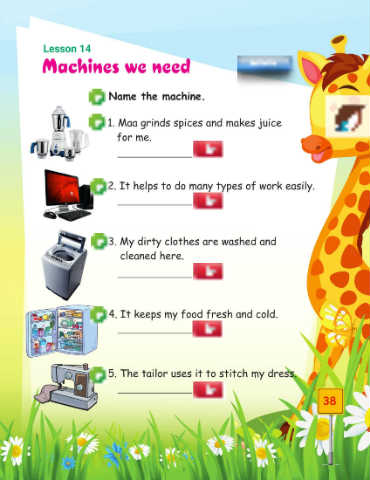 Lesson 14
Machines we need
Name the machine.
1. Maa grinds spices and makes juice
for me.
2. It helps to do many types of work easily.
3. My dirty clothes are washed and
cleaned here.
4. It keeps my food fresh and cold.
5. The tailor uses it to stitch my dress.
38